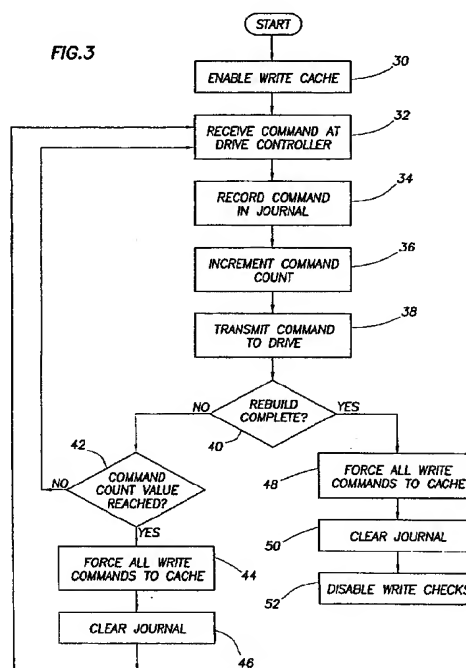 START
FIG.3
ENABLE WRITE CACHE
30
RECEIVE COMMAND AT
DRIVE CONTROLLER
32
RECORD COMMAND
IN JOURNAL
34
INCREMENT COMMAND
COUNT
36
TRANSMIT COMMAND
TO DRIVE
38
NO
REBUILD
COMPLETE?
YES
40
42
NO
COMMAND
COUNT VALUE
REACHED?
YES
FORCE ALL WRITE
COMMANDS TO CACHE
44
CLEAR JOURNAL
46
48
FORCE ALL WRITE
COMMANDS TO CACHE
50
CLEAR JOURNAL
52
DISABLE WRITE CHECKS